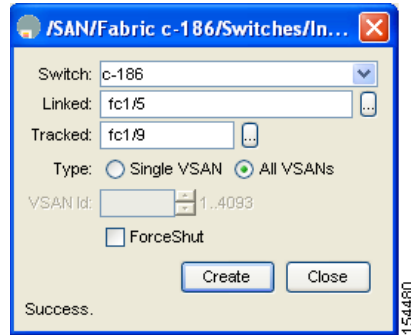 /SAN/Fabric c-186/Switches/In...
Switch: c-186
Linked: fc1/5 ...
Tracked: fc1/9 ...
Type: Single VSAN All VSANs
VSAN Id: 1..4093
ForceShut
Create Close
Success.
154480